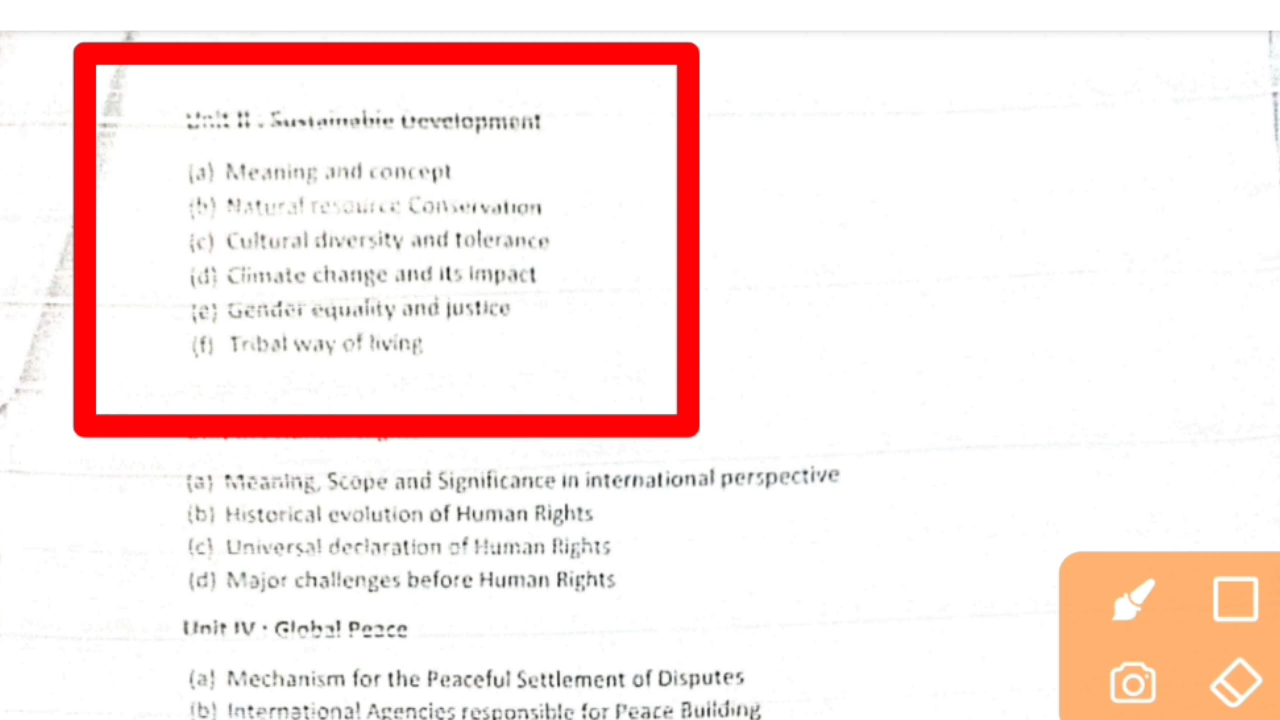 Unit II : Sustainable Development
(a) Meaning and concept
(b) Natural resource Conservation
(c) Cultural diversity and tolerance
(d) Climate change and its impact
(e) Gender equality and justice
(f) Tribal way of living
(a) Meaning, Scope and Significance in international perspective
(b) Historical evolution of Human Rights
(c) Universal declaration of Human Rights
(d) Major challenges before Human Rights
Unit IV : Global Peace
(a) Mechanism for the Peaceful Settlement of Disputes
(b) International Agencies responsible for Peace Building